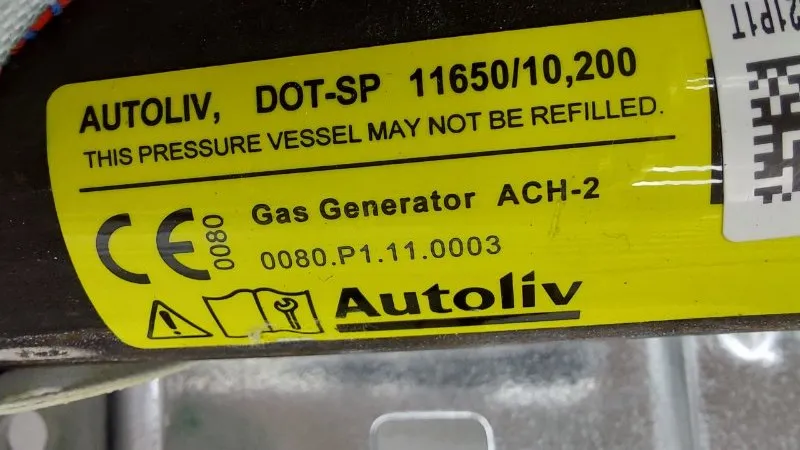 AUTOLIV, DOT-SP 11650/10,200
THIS PRESSURE VESSEL MAY NOT BE REFILLED.
CE 0080
Gas Generator ACH-2
0080.P1.11.0003
Autoliv
21P1T